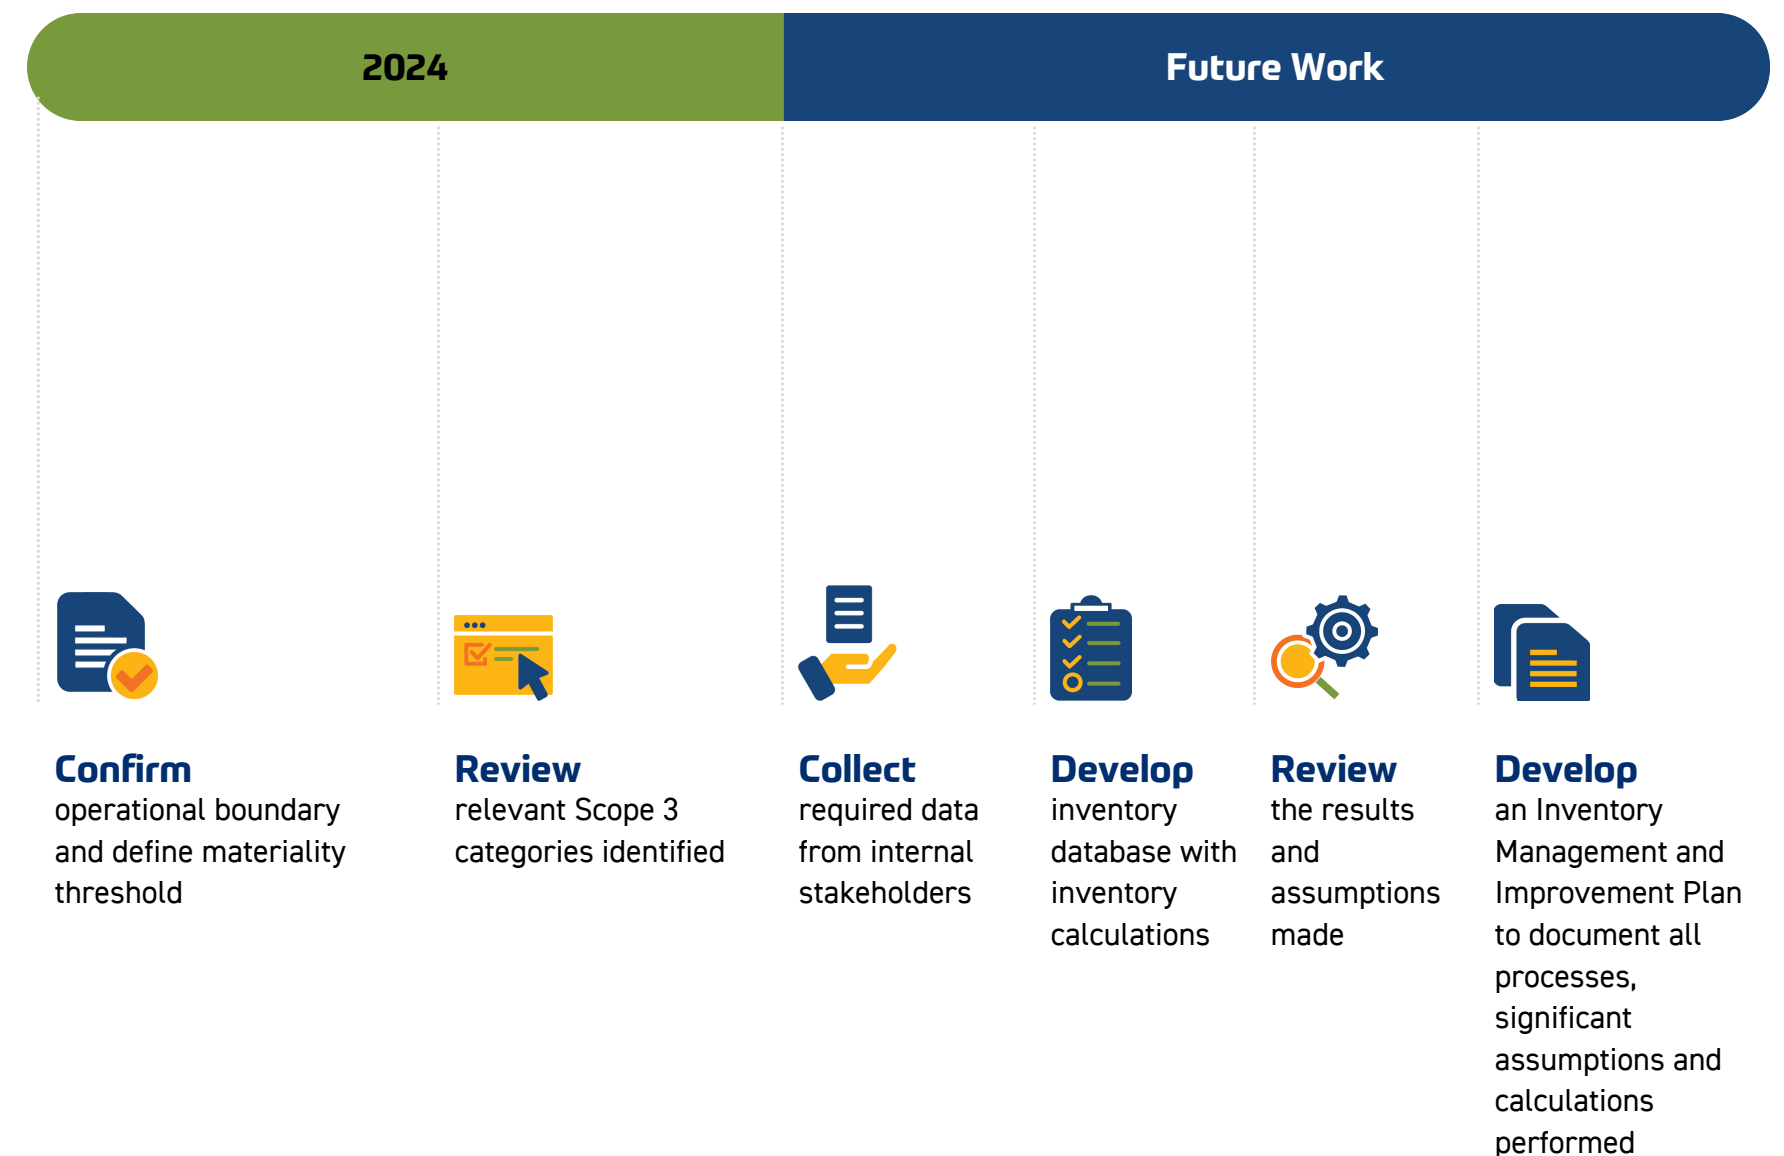 2024
Future Work
Confirm
operational boundary
and define materiality
threshold
Review
relevant Scope 3
categories identified
Collect
required data
from internal
stakeholders
Develop
inventory
database with
inventory
calculations
Review
the results
and
assumptions
made
Develop
an Inventory
Management and
Improvement Plan
to document all
processes,
significant
assumptions and
calculations
performed